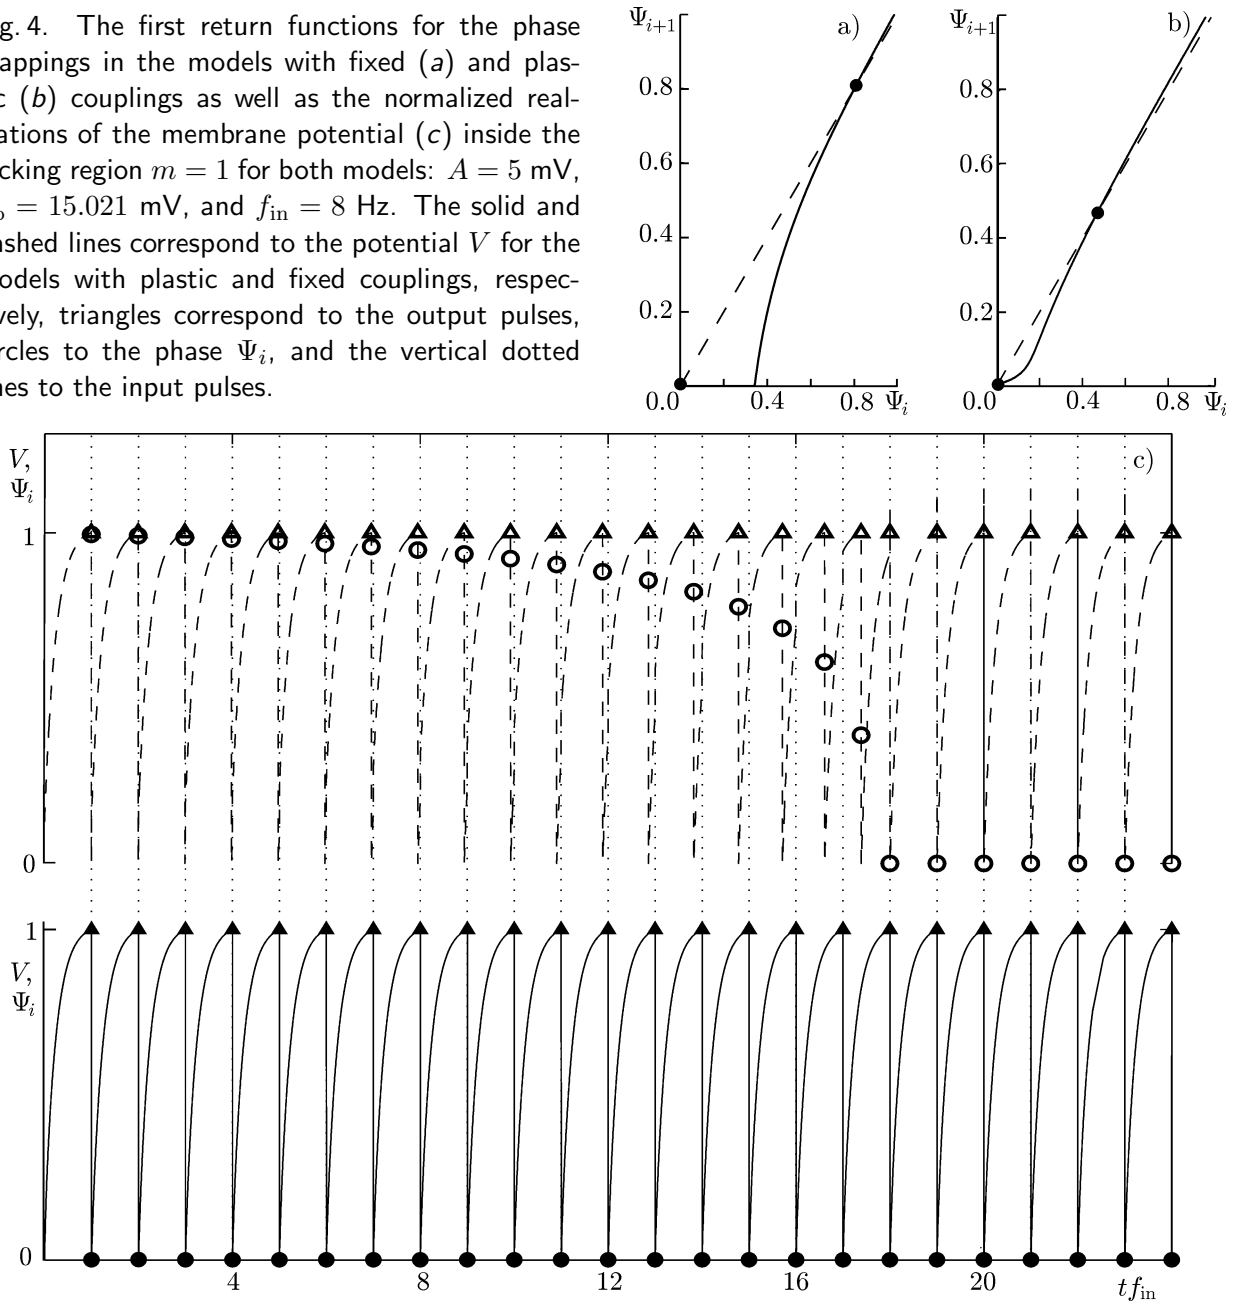 g. 4. The first return functions for the phase
appings in the models with fixed (a) and plas-
c (b) couplings as well as the normalized real-
ations of the membrane potential (c) inside the
cking region m = 1 for both models: A = 5 mV,
= 15.021 mV, and f_in = 8 Hz. The solid and
ashed lines correspond to the potential V for the
odels with plastic and fixed couplings, respec-
vely, triangles correspond to the output pulses,
rcles to the phase Ψ_i, and the vertical dotted
nes to the input pulses.
Ψ_{i+1}
a)
0.8
0.6
0.4
0.2
0.0 0.4 0.8 Ψ_i
Ψ_{i+1}
b)
0.8
0.6
0.4
0.2
0.0 0.4 0.8 Ψ_i
V,
Ψ_i
c)
1
0
1
V,
Ψ_i
0
4 8 12 16 20 tf_in